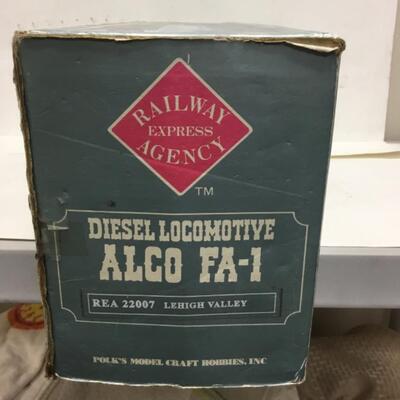 RAILWAY
EXPRESS
AGENCY
TM
DIESEL LOCOMOTIVE
ALCO FA-1
REA 22007 LEHIGH VALLEY
POLK'S MODEL CRAFT HOBBIES, INC